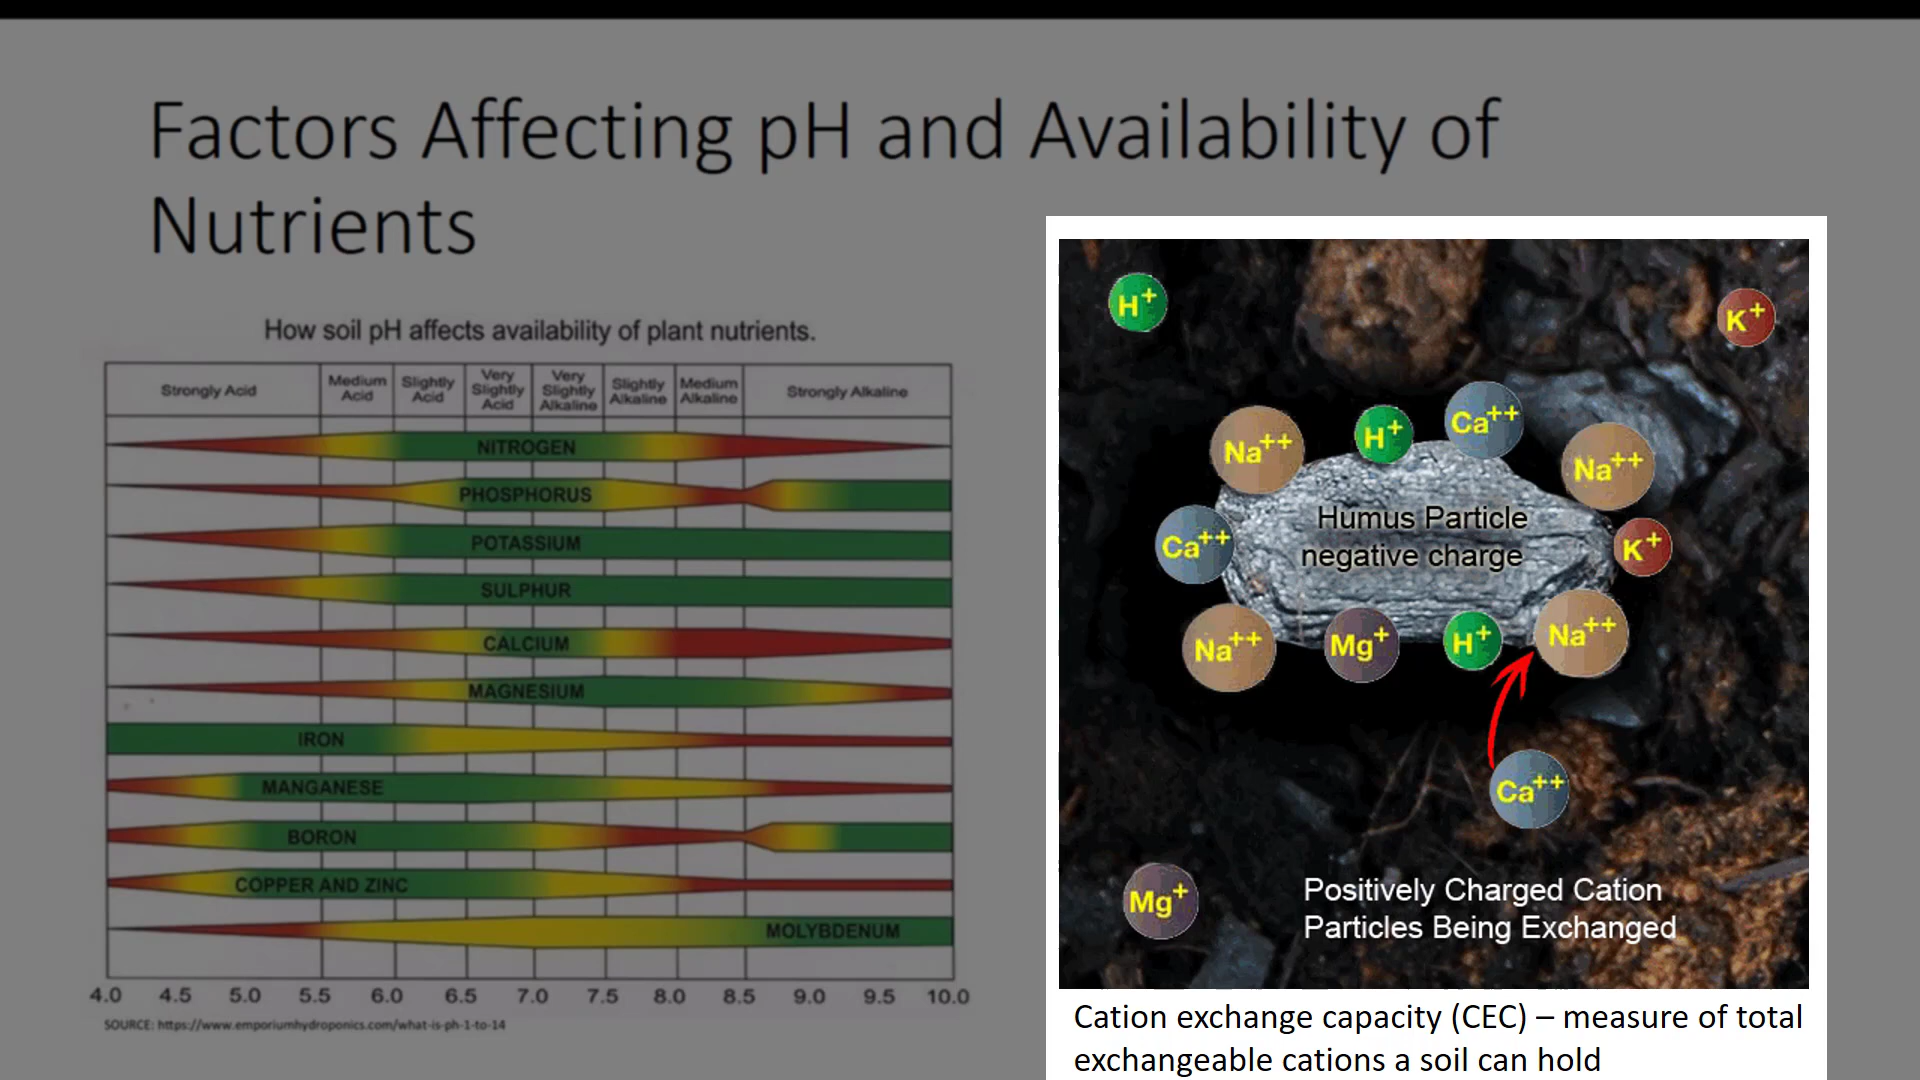 Factors Affecting pH and Availability of
Nutrients
How soil pH affects availability of plant nutrients.
Strongly Acid
Medium
Acid
Slightly
Acid
Very
Slightly
Acid
Very
Slightly
Alkaline
Slightly
Alkaline
Medium
Alkaline
Strongly Alkaline
NITROGEN
PHOSPHORUS
POTASSIUM
SULPHUR
CALCIUM
MAGNESIUM
IRON
MANGANESE
BORON
COPPER AND ZINC
MOLYBDENUM
4.0 4.5 5.0 5.5 6.0 6.5 7.0 7.5 8.0 8.5 9.0 9.5 10.0
SOURCE: https://www.emporiumhydroponics.com/what-is-ph-1-to-14
H+
K+
Na++
H+
Ca++
Na++
Humus Particle
negative charge
Ca++
K+
Na++
Mg+
H+
Na++
Ca++
Mg+
Positively Charged Cation
Particles Being Exchanged
Cation exchange capacity (CEC) – measure of total
exchangeable cations a soil can hold